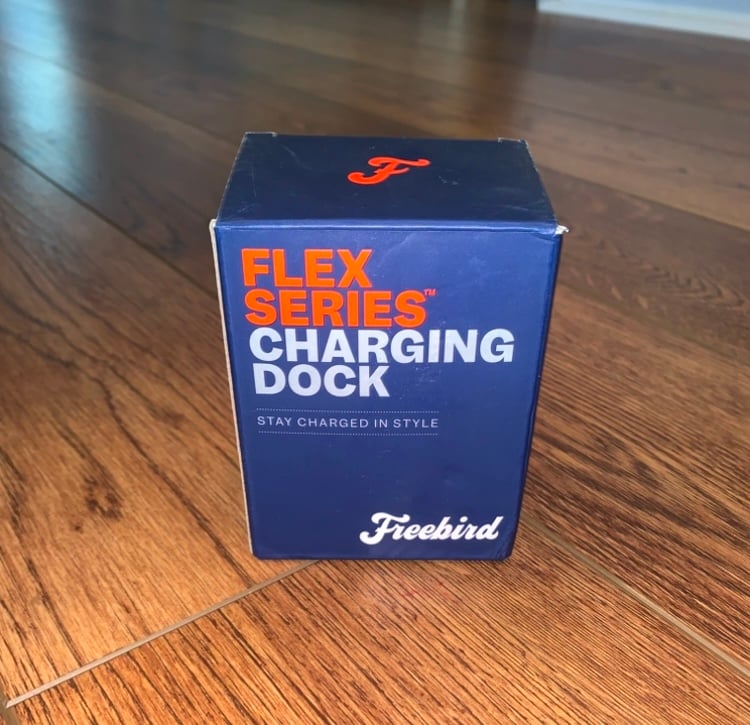 F
FLEX
SERIES™
CHARGING
DOCK
STAY CHARGED IN STYLE
Freebird